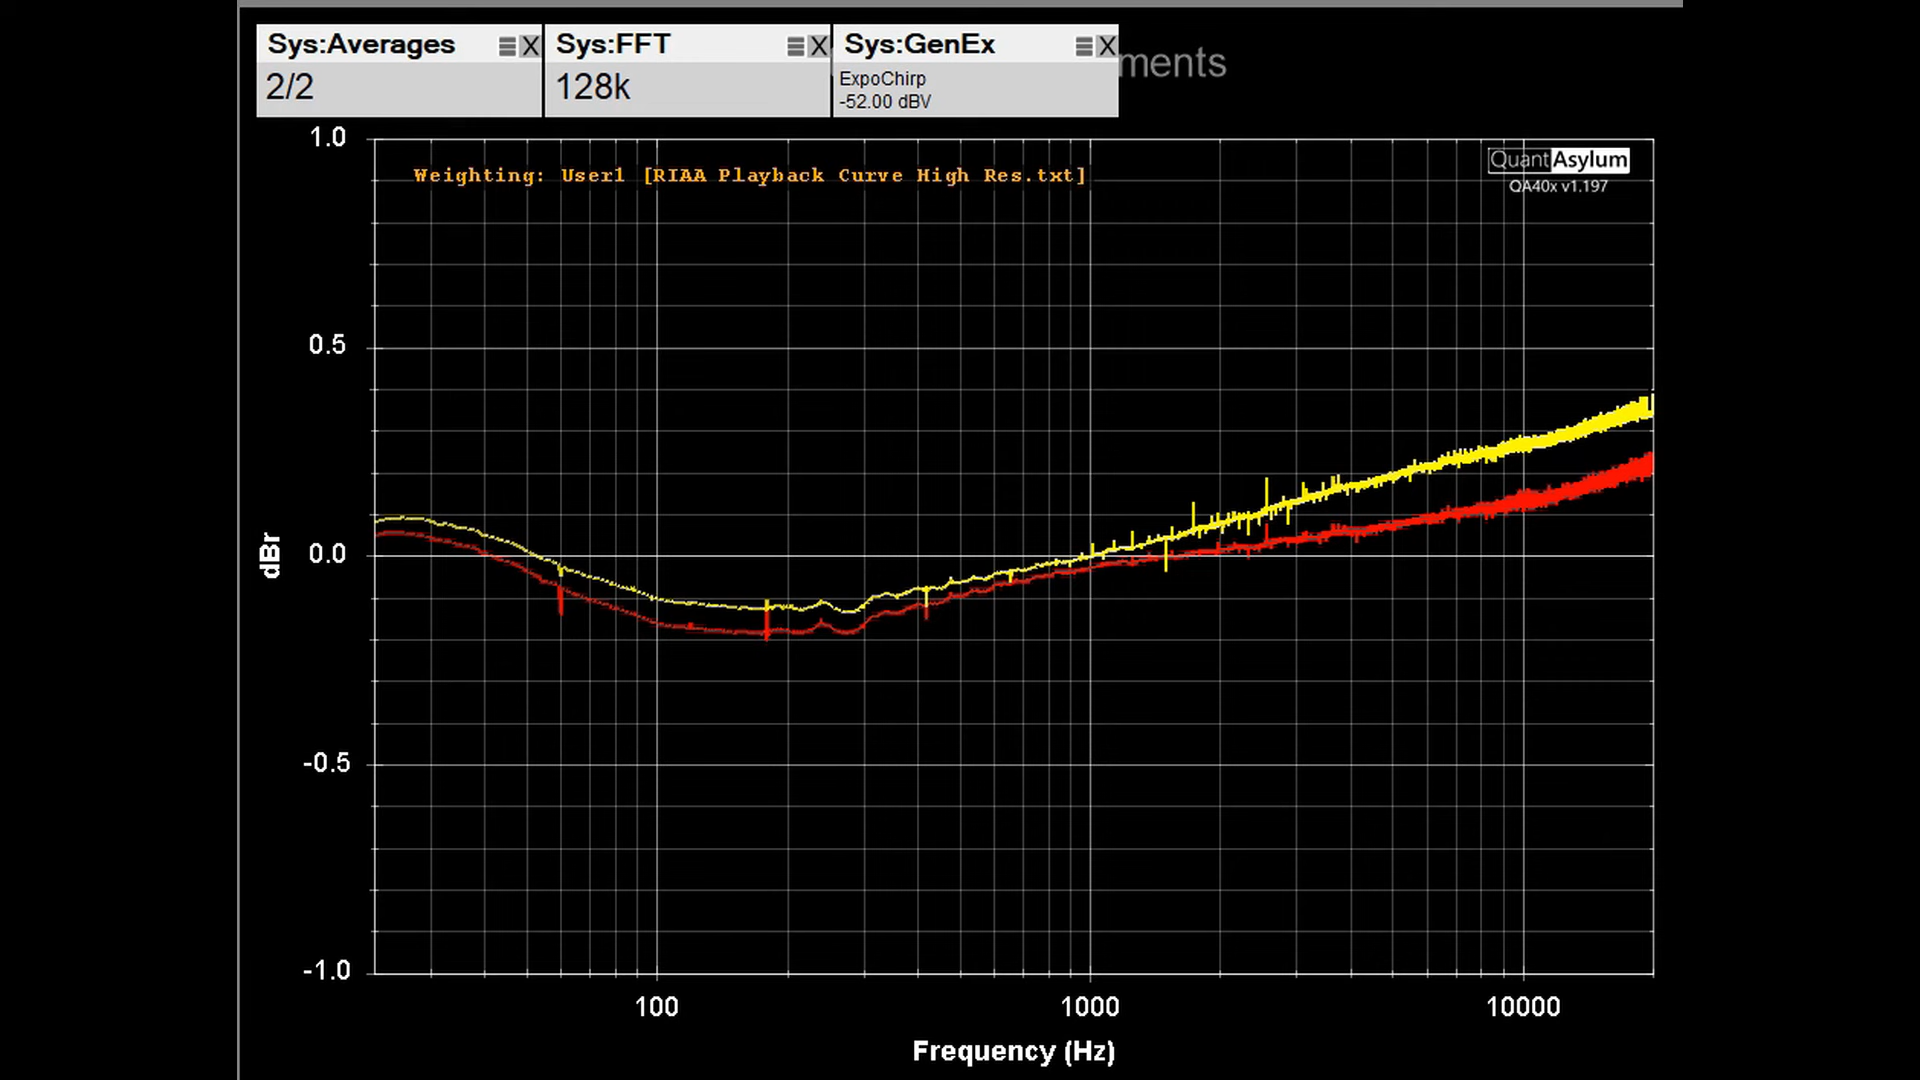 Sys:Averages
X
Sys:FFT
X
Sys:GenEx
X
ments
2/2
128k
ExpoChirp
-52.00 dBV
Weighting: User1 [RIAA Playback Curve High Res.txt]
QuantAsylum
QA40x v1.197
1.0
0.5
0.0
-0.5
-1.0
dBr
100
1000
10000
Frequency (Hz)